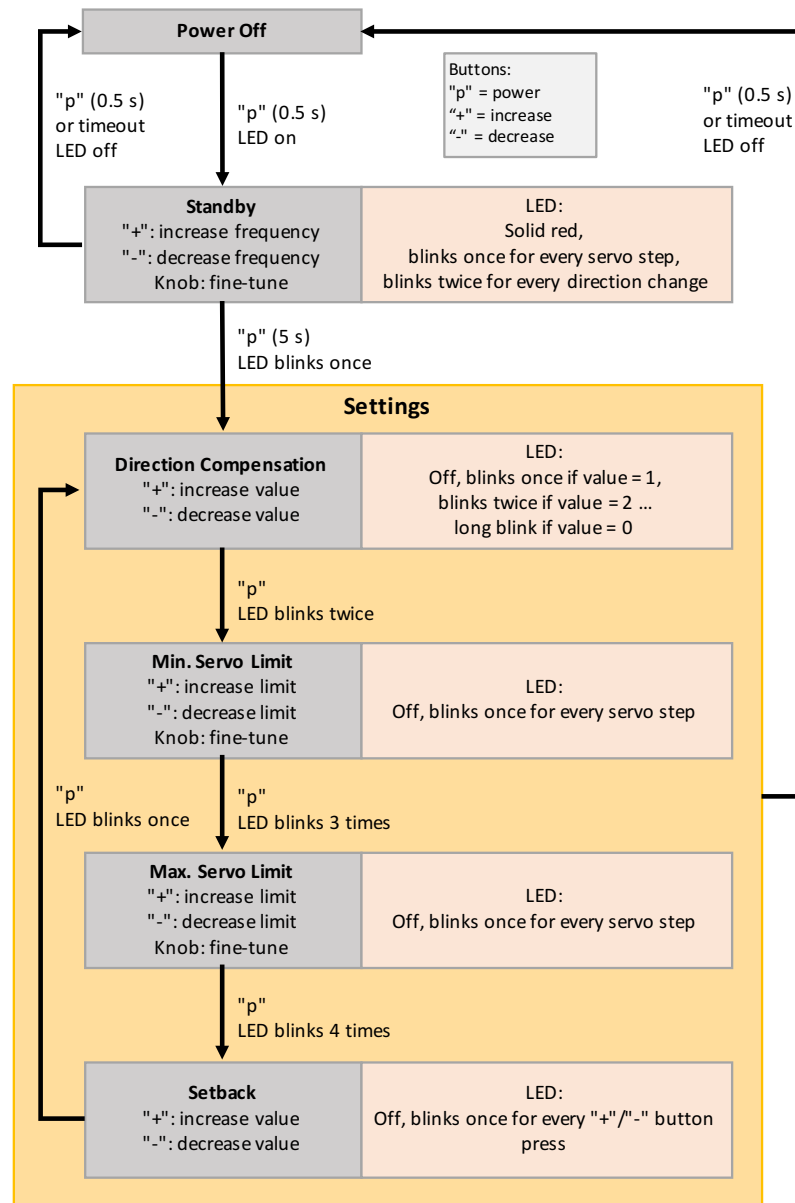 Power Off
"p" (0.5 s)
or timeout
LED off
"p" (0.5 s)
LED on
Buttons:
"p" = power
“+" = increase
“-" = decrease
"p" (0.5 s)
or timeout
LED off
Standby
"+": increase frequency
"-": decrease frequency
Knob: fine-tune
LED:
Solid red,
blinks once for every servo step,
blinks twice for every direction change
"p" (5 s)
LED blinks once
Settings
Direction Compensation
"+": increase value
"-": decrease value
LED:
Off, blinks once if value = 1,
blinks twice if value = 2 …
long blink if value = 0
"p"
LED blinks twice
Min. Servo Limit
"+": increase limit
"-": decrease limit
Knob: fine-tune
LED:
Off, blinks once for every servo step
"p"
LED blinks once
"p"
LED blinks 3 times
Max. Servo Limit
"+": increase limit
"-": decrease limit
Knob: fine-tune
LED:
Off, blinks once for every servo step
"p"
LED blinks 4 times
Setback
"+": increase value
"-": decrease value
LED:
Off, blinks once for every "+"/"-" button
press